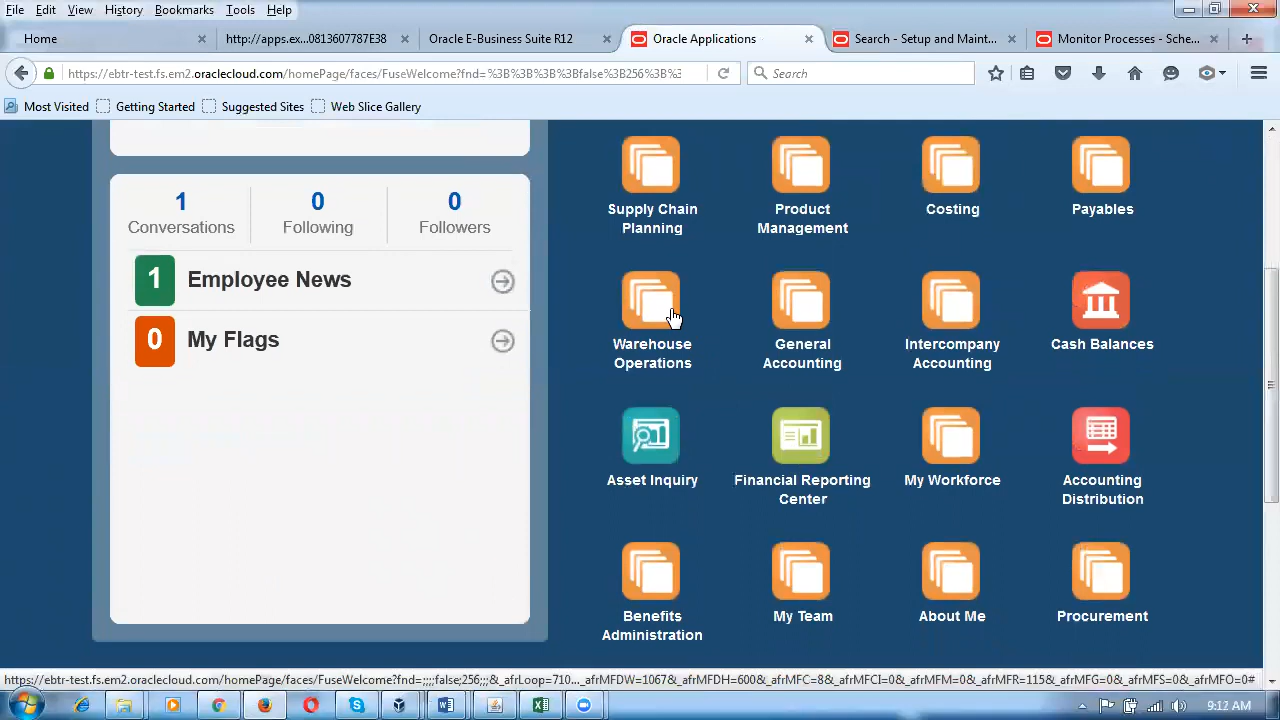 File Edit View History Bookmarks Tools Help
Home
http://apps.ex...0813607787E38
Oracle E-Business Suite R12
Oracle Applications
Search - Setup and Maint...
Monitor Processes - Sche...
https://ebtr-test.fs.em2.oraclecloud.com/homePage/faces/FuseWelcome?fnd=%3B%3B%3B%3Bfalse%3B256%3B%3
Search
Most Visited Getting Started Suggested Sites Web Slice Gallery
1 0 0
Conversations Following Followers
1 Employee News
0 My Flags
Supply Chain
Planning
Product
Management
Costing
Payables
Warehouse
Operations
General
Accounting
Intercompany
Accounting
Cash Balances
Asset Inquiry
Financial Reporting
Center
My Workforce
Accounting
Distribution
Benefits
Administration
My Team
About Me
Procurement
https://ebtr-test.fs.em2.oraclecloud.com/homePage/faces/FuseWelcome?fnd=;;;;false;256;;;&_afrLoop=710..._afrMFDW=1067&_afrMFDH=600&_afrMFC=8&_afrMFCI=0&_afrMFM=0&_afrMFR=115&_afrMFG=0&_afrMFS=0&_afrMFO=0#
9:12 AM